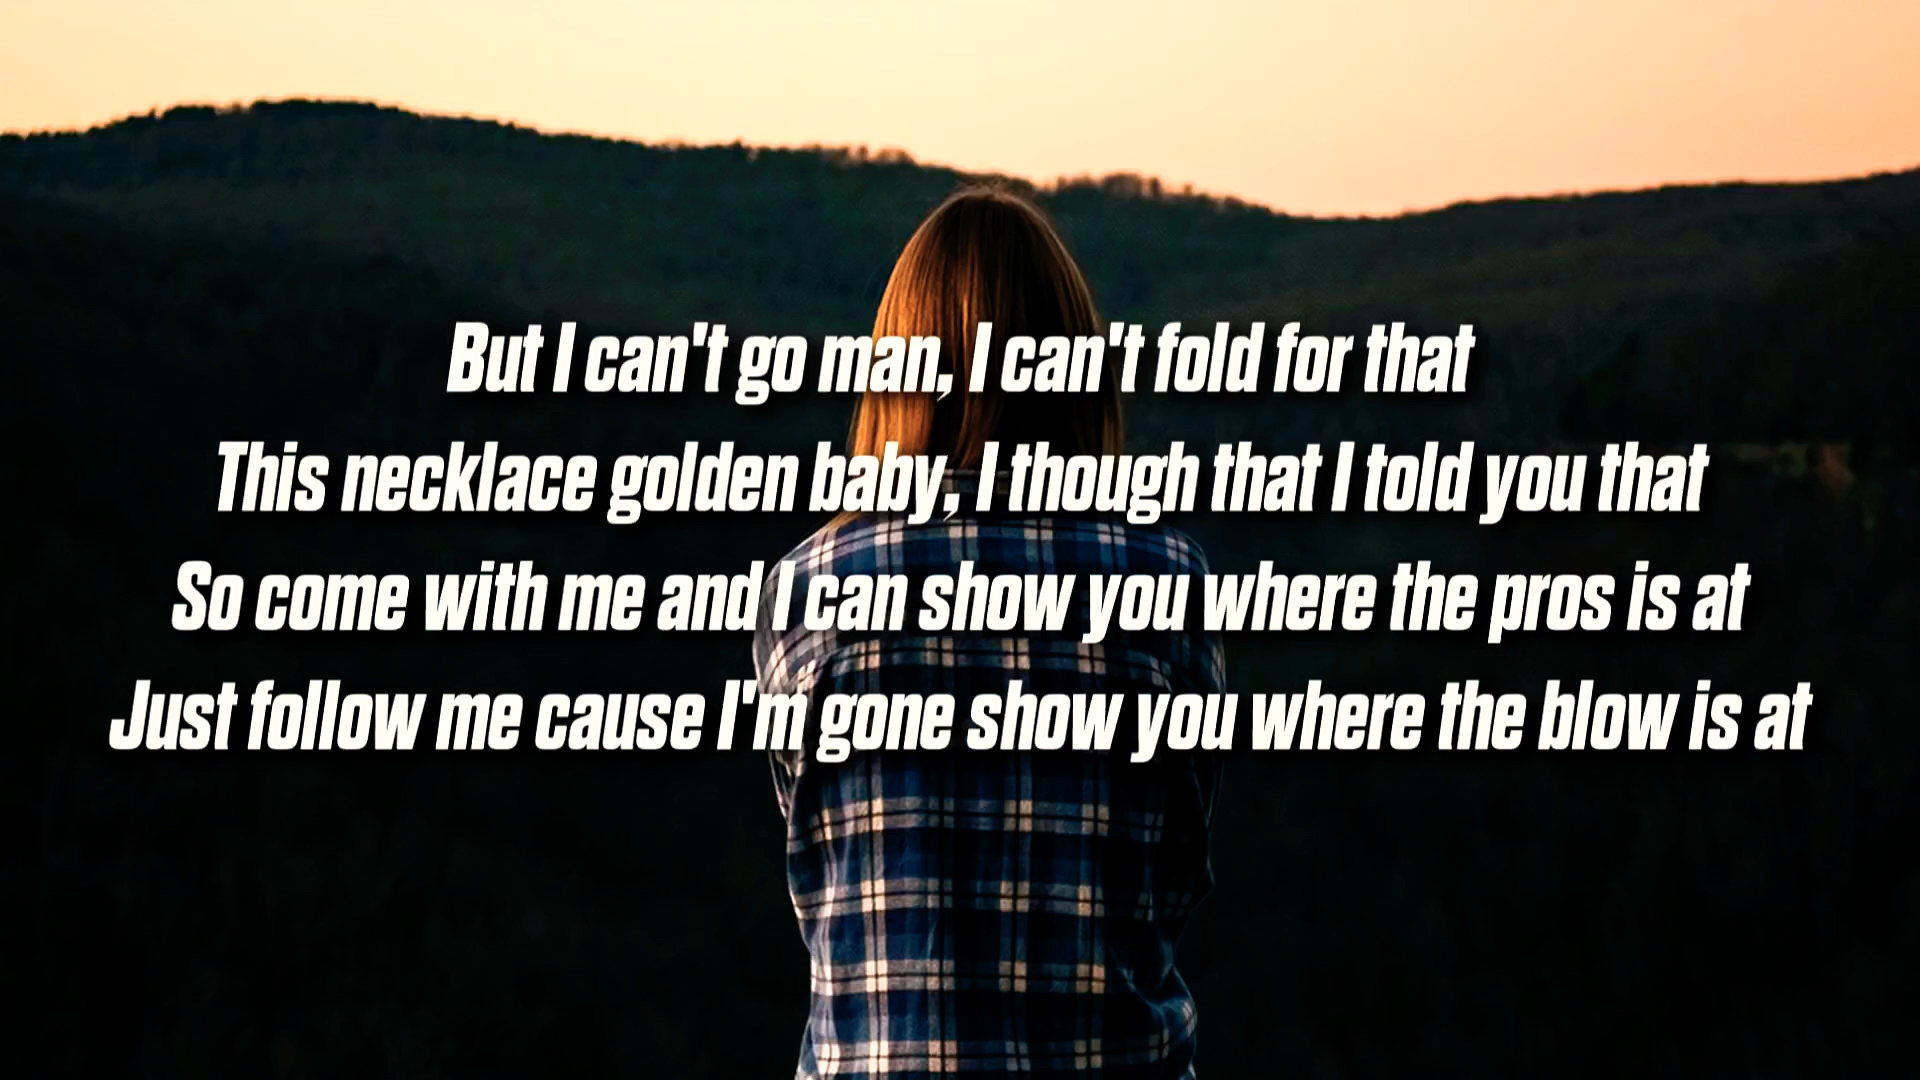 But I can't go man, I can't fold for that
This necklace golden baby, I though that I told you that
So come with me and I can show you where the pros is at
Just follow me cause I'm gone show you where the blow is at